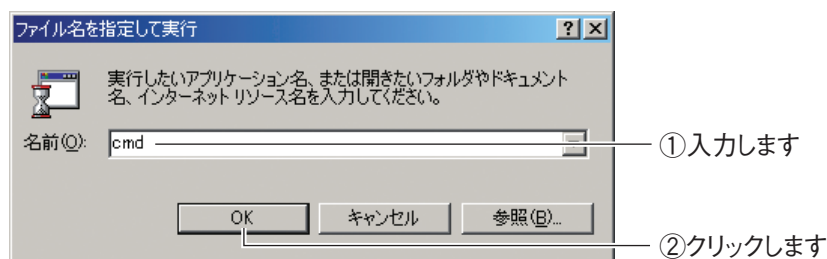 ファイル名を指定して実行
実行したいアプリケーション名、または開きたいフォルダやドキュメント
名、インターネット リソース名を入力してください。
名前(O):
cmd
①入力します
OK
キャンセル
参照(B)...
②クリックします